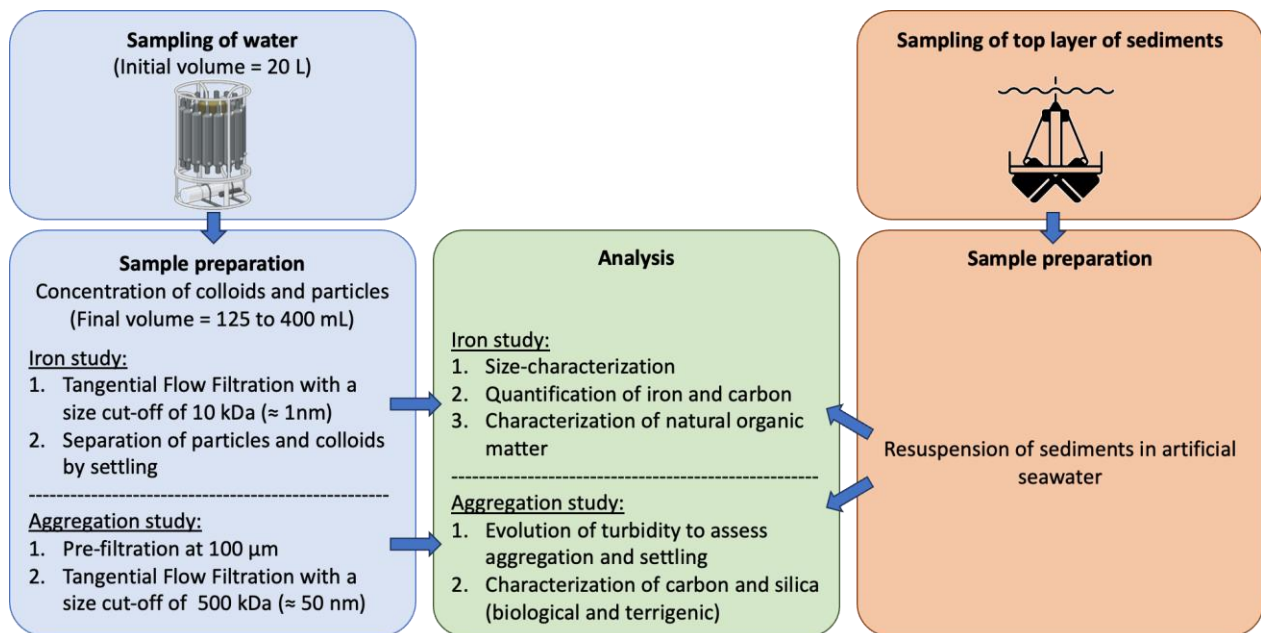 Sampling of water
(Initial volume = 20 L)
Sampling of top layer of sediments
Sample preparation
Concentration of colloids and particles
(Final volume = 125 to 400 mL)
Iron study:
1. Tangential Flow Filtration with a
size cut-off of 10 kDa (≈ 1nm)
2. Separation of particles and colloids
by settling
Aggregation study:
1. Pre-filtration at 100 µm
2. Tangential Flow Filtration with a
size cut-off of 500 kDa (≈ 50 nm)
Analysis
Iron study:
1. Size-characterization
2. Quantification of iron and carbon
3. Characterization of natural organic
matter
Aggregation study:
1. Evolution of turbidity to assess
aggregation and settling
2. Characterization of carbon and silica
(biological and terrigenic)
Sample preparation
Resuspension of sediments in artificial
seawater